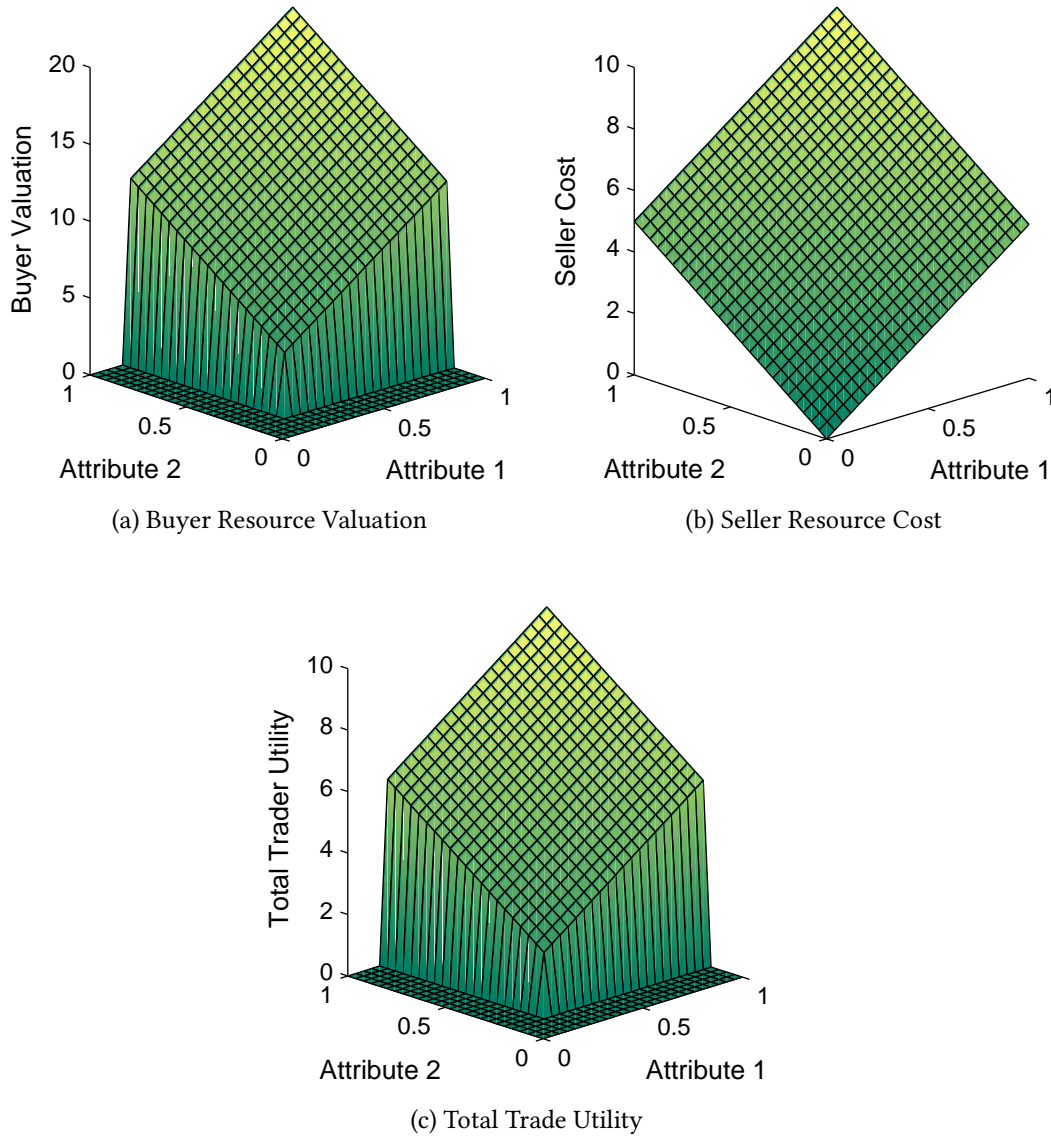 20
15
10
5
0
Buyer Valuation
1
0.5
0
Attribute 2
0
0.5
1
Attribute 1
(a) Buyer Resource Valuation
10
8
6
4
2
0
Seller Cost
1
0.5
0
Attribute 2
0
0.5
1
Attribute 1
(b) Seller Resource Cost
10
8
6
4
2
0
Total Trader Utility
1
0.5
0
Attribute 2
0
0.5
1
Attribute 1
(c) Total Trade Utility